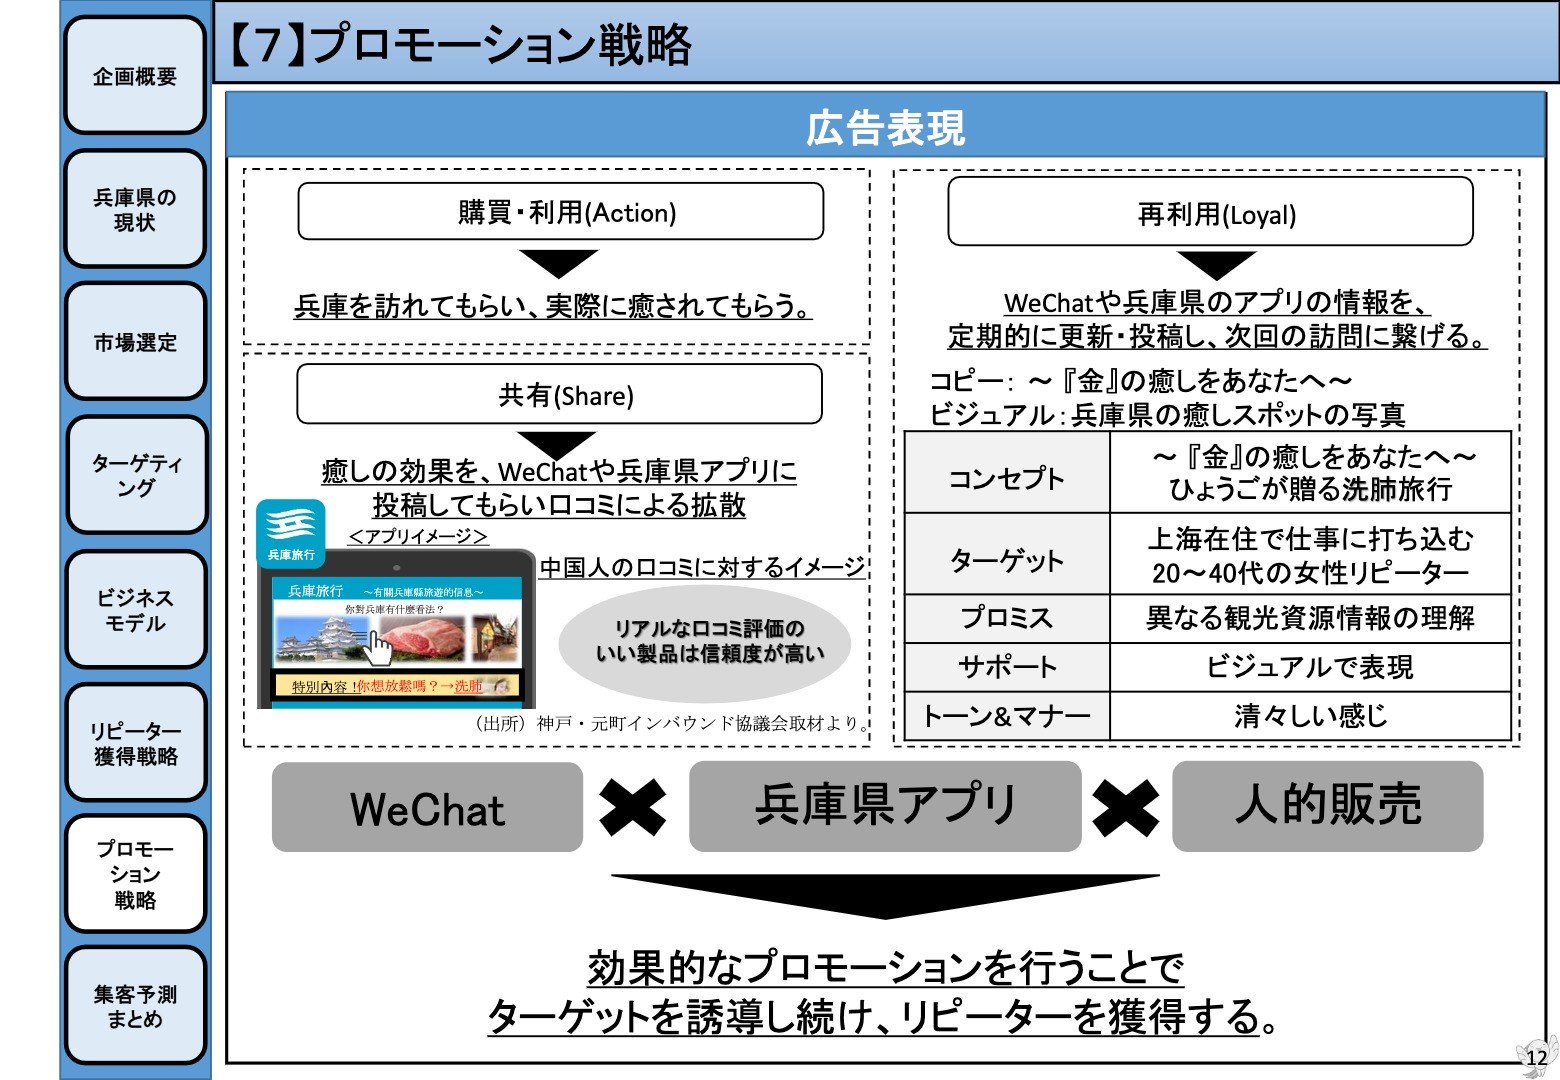 【7】プロモーション戦略
企画概要
兵庫県の
現状
市場選定
ターゲティ
ング
ビジネス
モデル
リピーター
獲得戦略
プロモー
ション
戦略
集客予測
まとめ
広告表現
購買・利用(Action)
兵庫を訪れてもらい、実際に癒されてもらう。
共有(Share)
癒しの効果を、WeChatや兵庫県アプリに
投稿してもらい口コミによる拡散
<アプリイメージ>
兵庫旅行
兵庫旅行 ～有關兵庫縣旅遊的信息～
你對兵庫有什麼看法？
特別內容！你想放鬆嗎？→洗肺
中国人の口コミに対するイメージ
リアルな口コミ評価の
いい製品は信頼度が高い
（出所）神戸・元町インバウンド協議会取材より。
再利用(Loyal)
WeChatや兵庫県のアプリの情報を、
定期的に更新・投稿し、次回の訪問に繋げる。
コピー：～『金』の癒しをあなたへ～
ビジュアル：兵庫県の癒しスポットの写真
コンセプト
～『金』の癒しをあなたへ～
ひょうごが贈る洗肺旅行
ターゲット
上海在住で仕事に打ち込む
20～40代の女性リピーター
プロミス
異なる観光資源情報の理解
サポート
ビジュアルで表現
トーン&マナー
清々しい感じ
WeChat
兵庫県アプリ
人的販売
効果的なプロモーションを行うことで
ターゲットを誘導し続け、リピーターを獲得する。
12